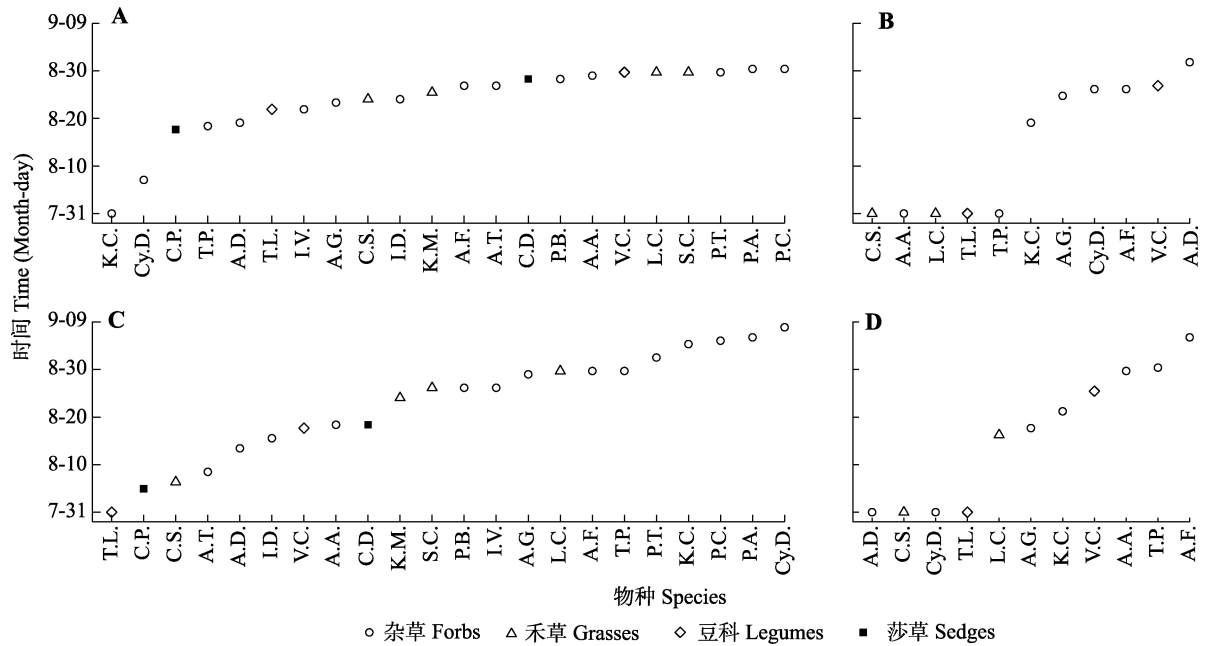 A
B
9-09
8-30
8-20
8-10
7-31
K.C. Cy.D. C.P. T.P. A.D. T.L. I.V. A.G. C.S. I.D. K.M. A.F. A.T. C.D. P.B. A.A. V.C. L.C. S.C. P.T. P.A. P.C.
C.S. A.A. L.C. T.L. T.P. K.C. A.G. Cy.D. A.F. V.C. A.D.
时间 Time (Month-day)
C
D
9-09
8-30
8-20
8-10
7-31
T.L. C.P. C.S. A.T. A.D. I.D. V.C. A.A. C.D. K.M. S.C. P.B. I.V. A.G. L.C. A.F. T.P. P.T. K.C. P.C. P.A. Cy.D.
A.D. C.S. Cy.D. T.L. L.C. A.G. K.C. V.C. A.A. T.P. A.F.
物种 Species
杂草 Forbs 禾草 Grasses 豆科 Legumes 莎草 Sedges